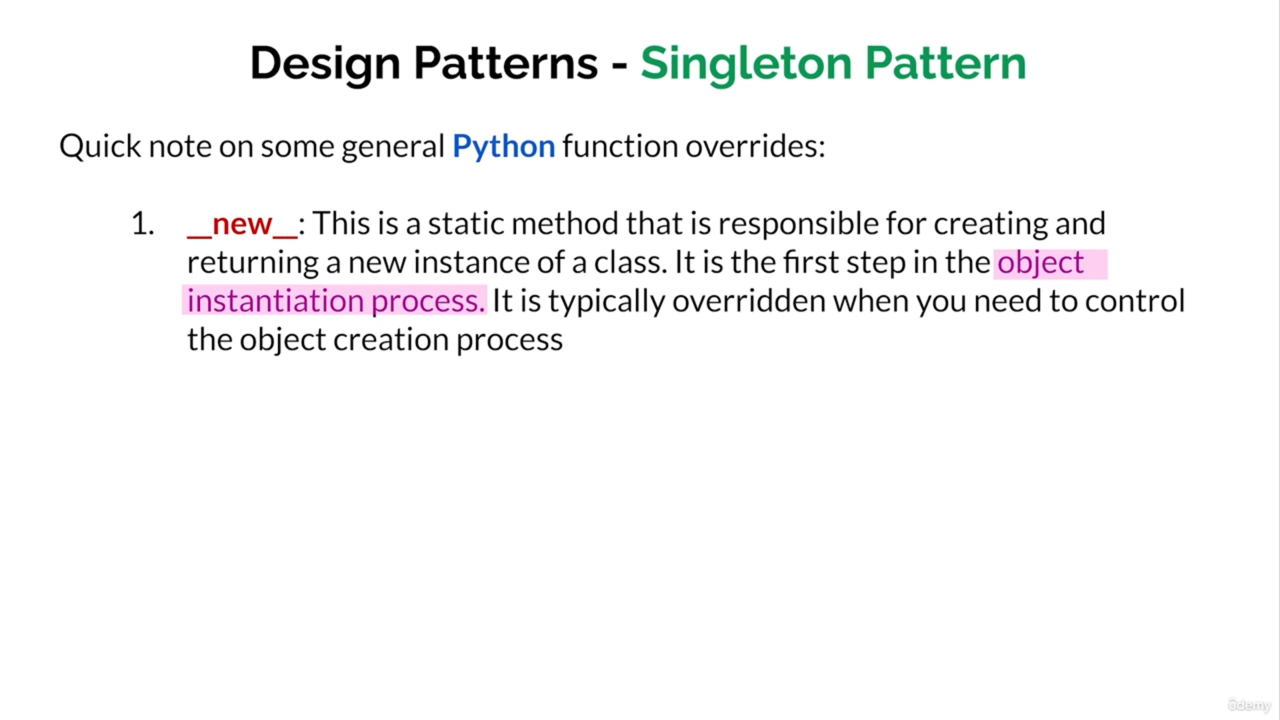 Design Patterns - Singleton Pattern
Quick note on some general Python function overrides:
1. __new__: This is a static method that is responsible for creating and
returning a new instance of a class. It is the first step in the object
instantiation process. It is typically overridden when you need to control
the object creation process
ûdemy